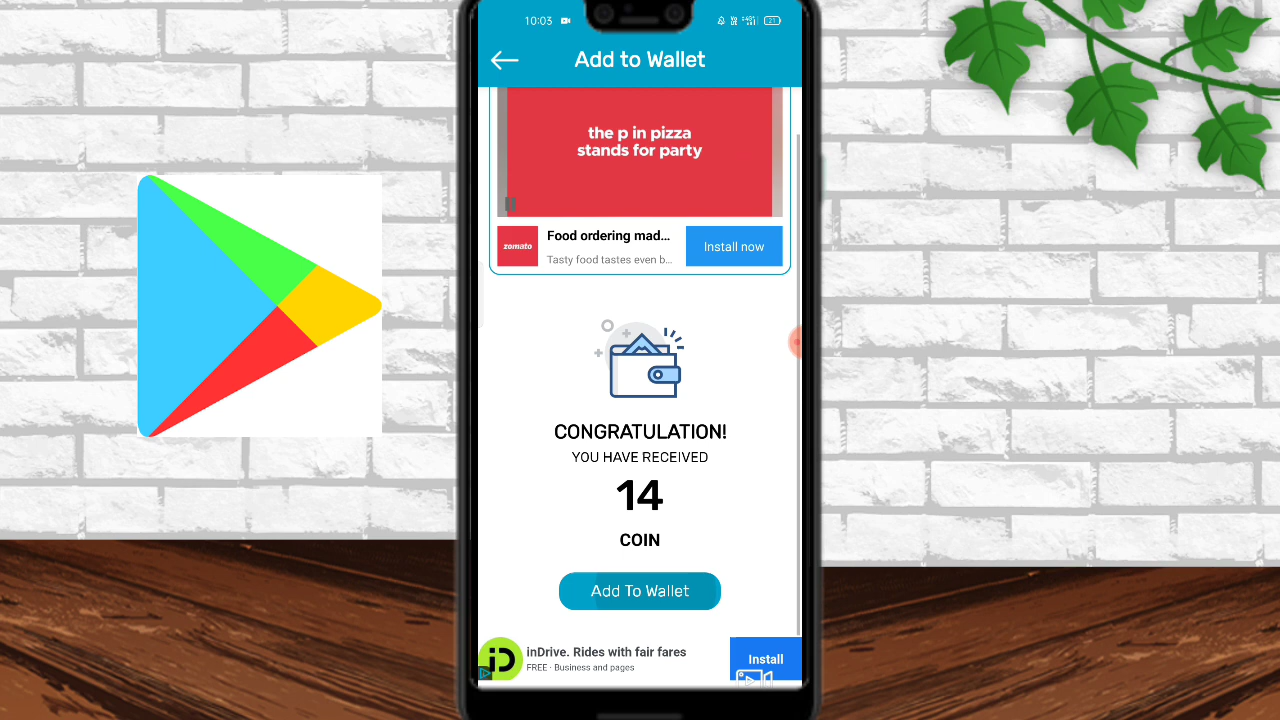 10:03
21
Add to Wallet
the p in pizza
stands for party
zomato
Food ordering mad...
Tasty food tastes even b...
Install now
CONGRATULATION!
YOU HAVE RECEIVED
14
COIN
Add To Wallet
iD
inDrive. Rides with fair fares
FREE · Business and pages
Install